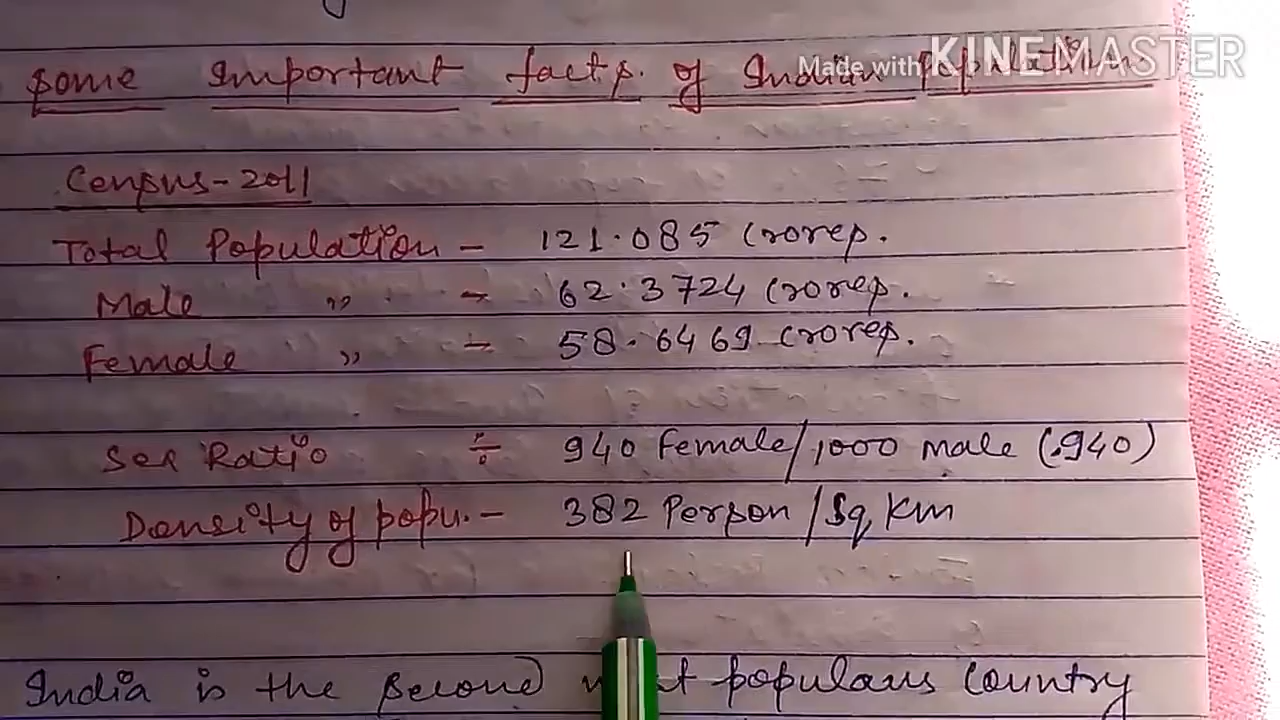 Some Important facts of Indian Population
Made with KINEMASTER
Census-2011
Total Population - 121.085 Crores.
Male " - 62.3724 Crores.
Female " - 58.6469 Crores.
Sex Ratio ÷ 940 Female/1000 male (.940)
Density of popu. - 382 Person/Sq Km
India is the second populous Country